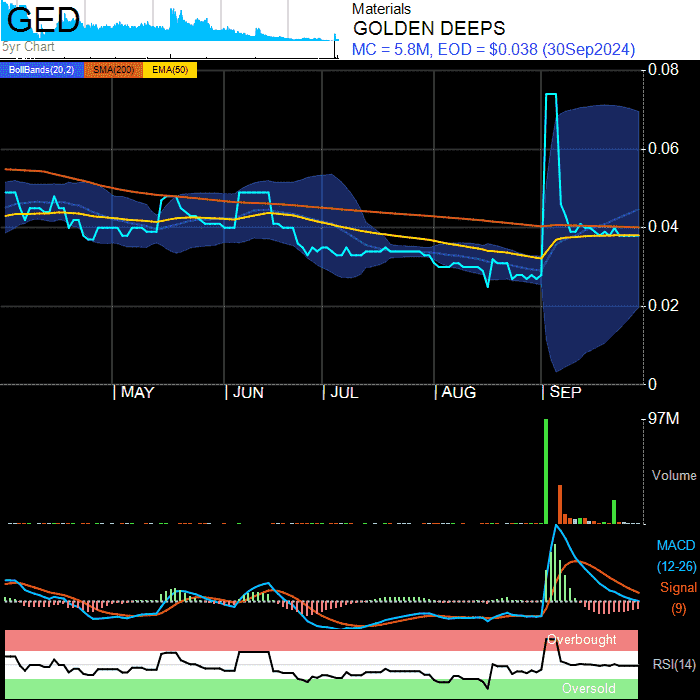 GED
5yr Chart
Materials
GOLDEN DEEPS
MC = 5.8M, EOD = $0.038 (30Sep2024)
BollBands(20,2) SMA(200) EMA(50)
0.08
0.06
0.04
0.02
0
MAY JUN JUL AUG SEP
97M
Volume
MACD
(12-26)
Signal
(9)
Overbought
RSI(14)
Oversold